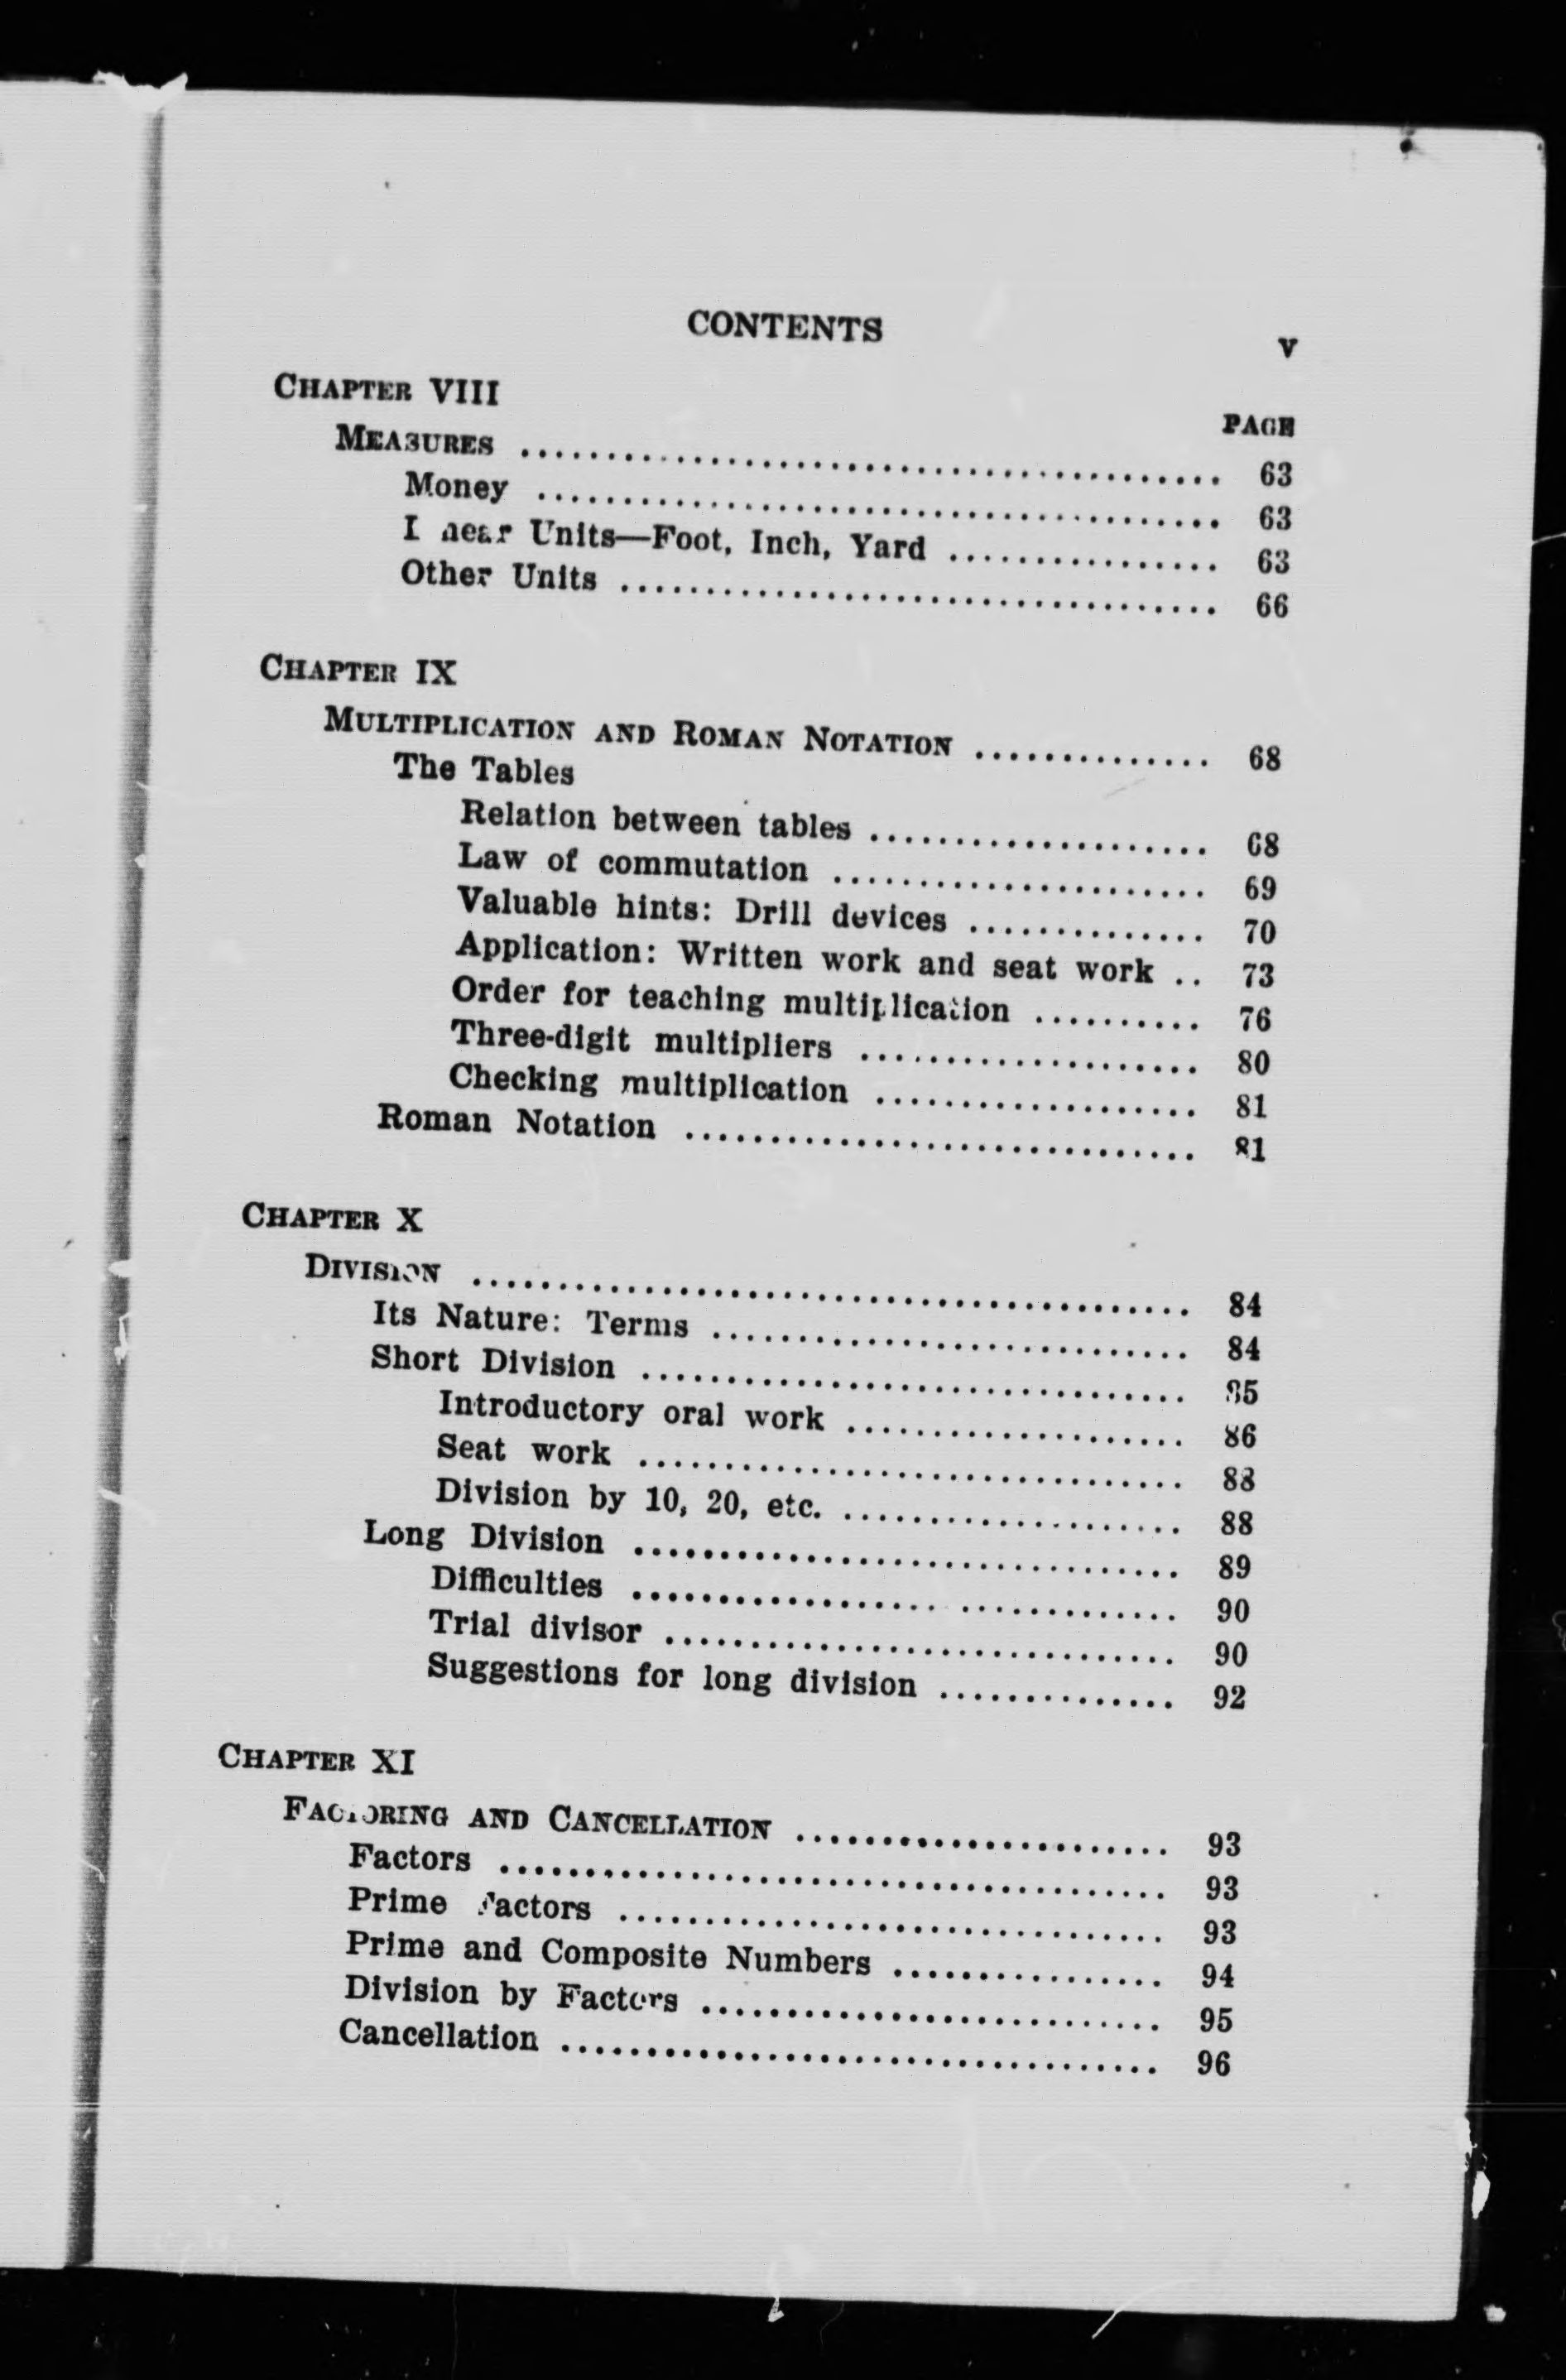 CONTENTS
v
CHAPTER VIII
PAGE
MEASURES ........................................ 63
Money ........................................ 63
Linear Units—Foot, Inch, Yard ................ 63
Other Units .................................... 66
CHAPTER IX
MULTIPLICATION AND ROMAN NOTATION .............. 68
The Tables
Relation between tables .................... 68
Law of commutation ...................... 69
Valuable hints: Drill devices .............. 70
Application: Written work and seat work .. 73
Order for teaching multiplication .......... 76
Three-digit multipliers .................... 80
Checking multiplication ................... 81
Roman Notation .............................. 81
CHAPTER X
DIVISION .......................................... 84
Its Nature: Terms ............................ 84
Short Division ................................ 85
Introductory oral work .................... 86
Seat work ................................ 88
Division by 10, 20, etc. .................... 88
Long Division ................................ 89
Difficulties ................................ 90
Trial divisor .............................. 90
Suggestions for long division .............. 92
CHAPTER XI
FACTORING AND CANCELLATION ...................... 93
Factors ....................................... 93
Prime Factors ................................ 93
Prime and Composite Numbers ................ 94
Division by Factors ........................... 95
Cancellation ................................... 96